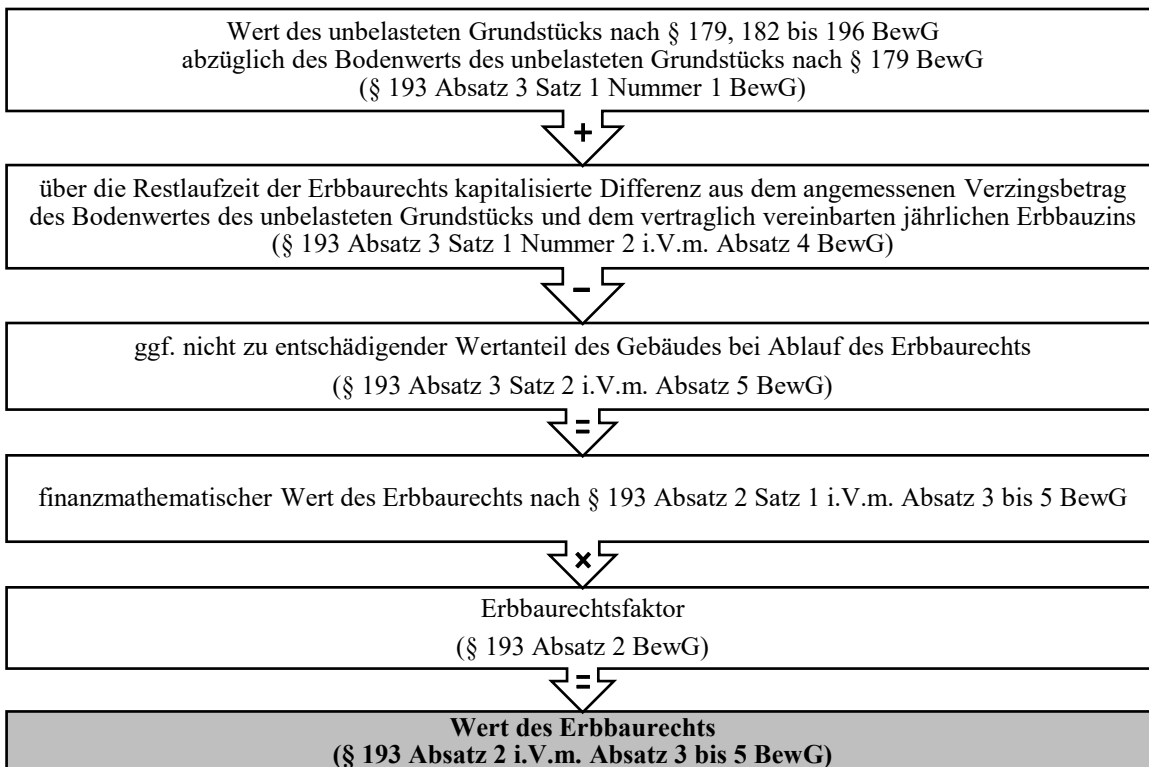 Wert des unbelasteten Grundstücks nach § 179, 182 bis 196 BewG
abzüglich des Bodenwerts des unbelasteten Grundstücks nach § 179 BewG
(§ 193 Absatz 3 Satz 1 Nummer 1 BewG)
+
über die Restlaufzeit der Erbbaurechts kapitalisierte Differenz aus dem angemessenen Verzingsbetrag
des Bodenwertes des unbelasteten Grundstücks und dem vertraglich vereinbarten jährlichen Erbbauzins
(§ 193 Absatz 3 Satz 1 Nummer 2 i.V.m. Absatz 4 BewG)
−
ggf. nicht zu entschädigender Wertanteil des Gebäudes bei Ablauf des Erbbaurechts
(§ 193 Absatz 3 Satz 2 i.V.m. Absatz 5 BewG)
=
finanzmathematischer Wert des Erbbaurechts nach § 193 Absatz 2 Satz 1 i.V.m. Absatz 3 bis 5 BewG
×
Erbbaurechtsfaktor
(§ 193 Absatz 2 BewG)
=
Wert des Erbbaurechts
(§ 193 Absatz 2 i.V.m. Absatz 3 bis 5 BewG)